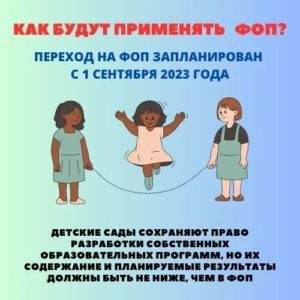 КАК БУДУТ ПРИМЕНЯТЬ ФОП?
ПЕРЕХОД НА ФОП ЗАПЛАНИРОВАН
С 1 СЕНТЯБРЯ 2023 ГОДА
ДЕТСКИЕ САДЫ СОХРАНЯЮТ ПРАВО
РАЗРАБОТКИ СОБСТВЕННЫХ
ОБРАЗОВАТЕЛЬНЫХ ПРОГРАММ, НО ИХ
СОДЕРЖАНИЕ И ПЛАНИРУЕМЫЕ РЕЗУЛЬТАТЫ
ДОЛЖНЫ БЫТЬ НЕ НИЖЕ, ЧЕМ В ФОП